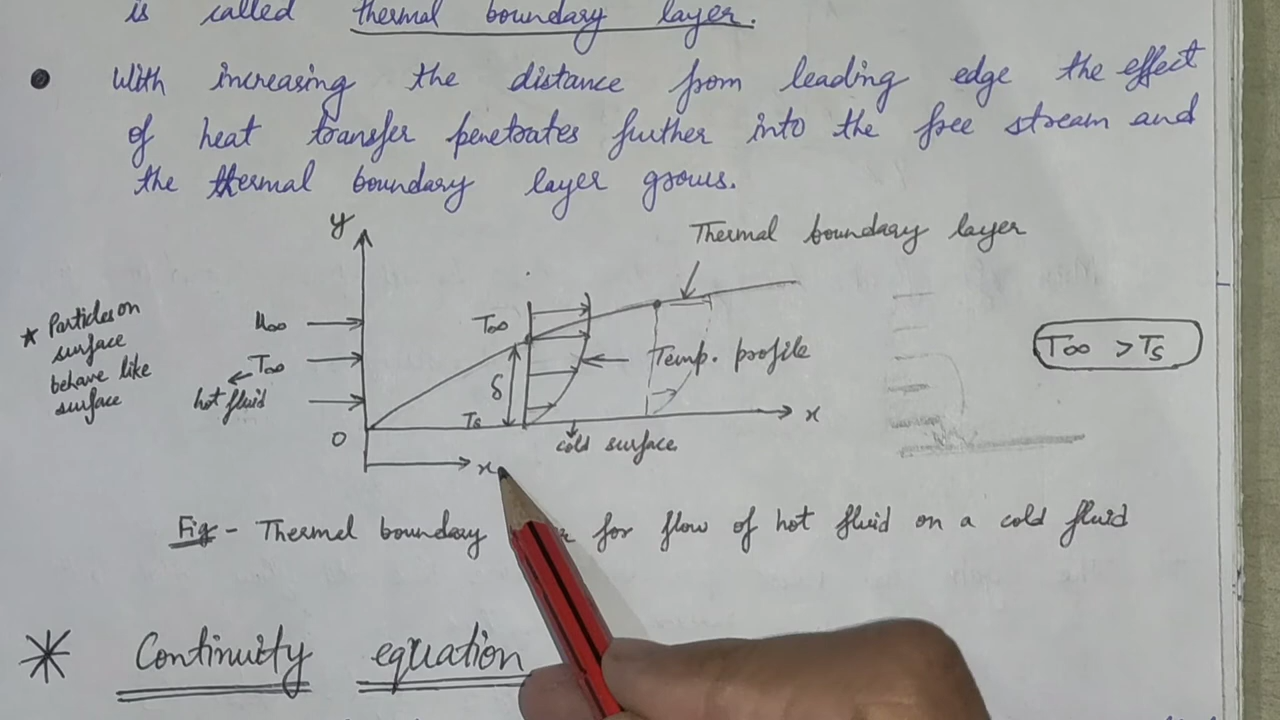 is called thermal boundary layer.
• With increasing the distance from leading edge the effect
of heat transfer penetrates further into the free stream and
the thermal boundary layer grows.
y
Thermal boundary layer
* Particles on
surface
behave like
surface
U∞
T∞
hot fluid
T∞
δ
Ts
Temp. profile
T∞ > Ts
0
x
cold surface
x
Fig - Thermal boundary for flow of hot fluid on a cold fluid
* Continuity equation